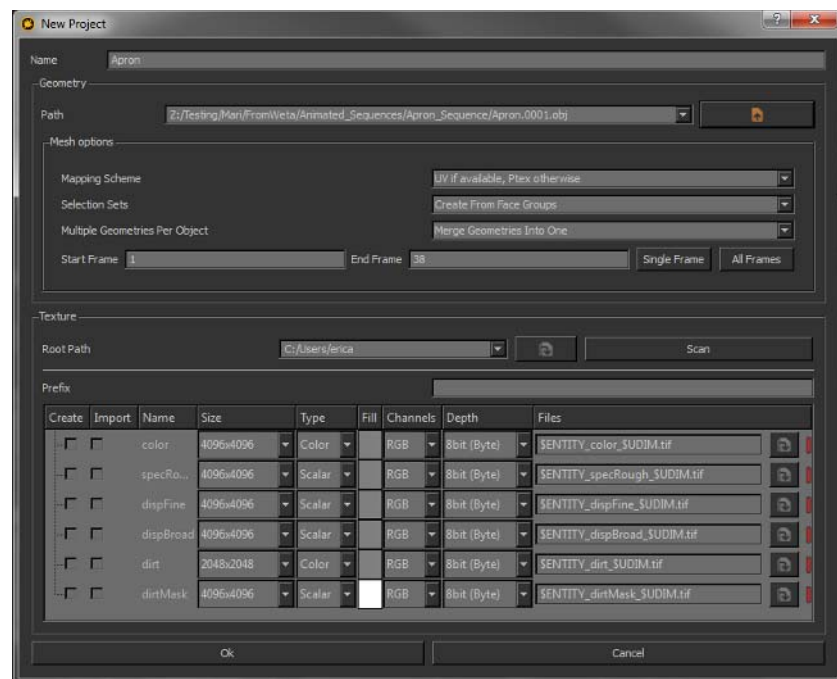 New Project
Name Apron
Geometry
Path Z:/Testing/Mari/FromWeta/Animated_Sequences/Apron_Sequence/Apron.0001.obj
Mesh options
Mapping Scheme UV if available, Ptex otherwise
Selection Sets Create From Face Groups
Multiple Geometries Per Object Merge Geometries Into One
Start Frame 1 End Frame 38 Single Frame All Frames
Texture
Root Path C:/Users/erica Scan
Prefix
Create Import Name Size Type Fill Channels Depth Files
color 4096x4096 Color RGB 8bit (Byte) $ENTITY_color_$UDIM.tif
specRo... 4096x4096 Scalar RGB 8bit (Byte) $ENTITY_specRough_$UDIM.tif
dispFine 4096x4096 Scalar RGB 8bit (Byte) $ENTITY_dispFine_$UDIM.tif
dispBroad 4096x4096 Scalar RGB 8bit (Byte) $ENTITY_dispBroad_$UDIM.tif
dirt 2048x2048 Color RGB 8bit (Byte) $ENTITY_dirt_$UDIM.tif
dirtMask 4096x4096 Scalar RGB 8bit (Byte) $ENTITY_dirtMask_$UDIM.tif
Ok Cancel